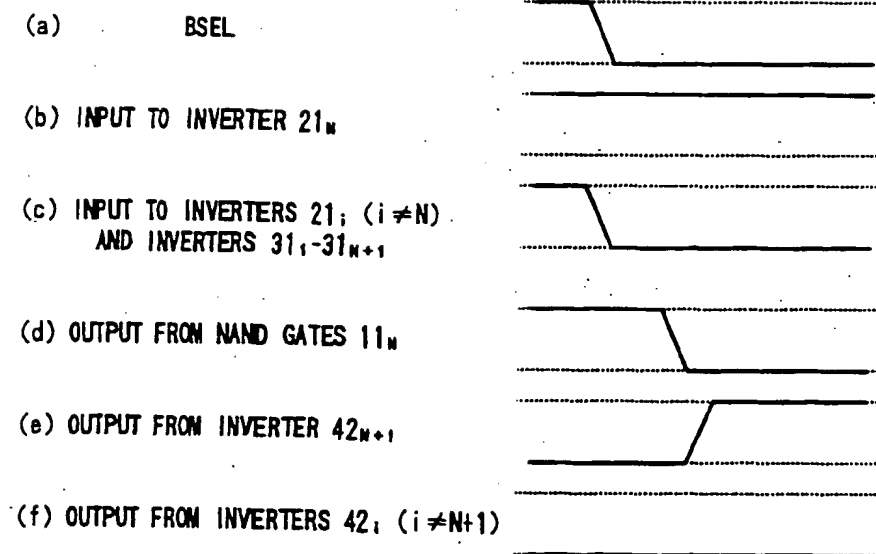 (a) BSEL
(b) INPUT TO INVERTER 21ₙ
(c) INPUT TO INVERTERS 21ᵢ (i≠N)
AND INVERTERS 31₁-31ₙ₊₁
(d) OUTPUT FROM NAND GATES 11ₙ
(e) OUTPUT FROM INVERTER 42ₙ₊₁
(f) OUTPUT FROM INVERTERS 42ᵢ (i≠N+1)